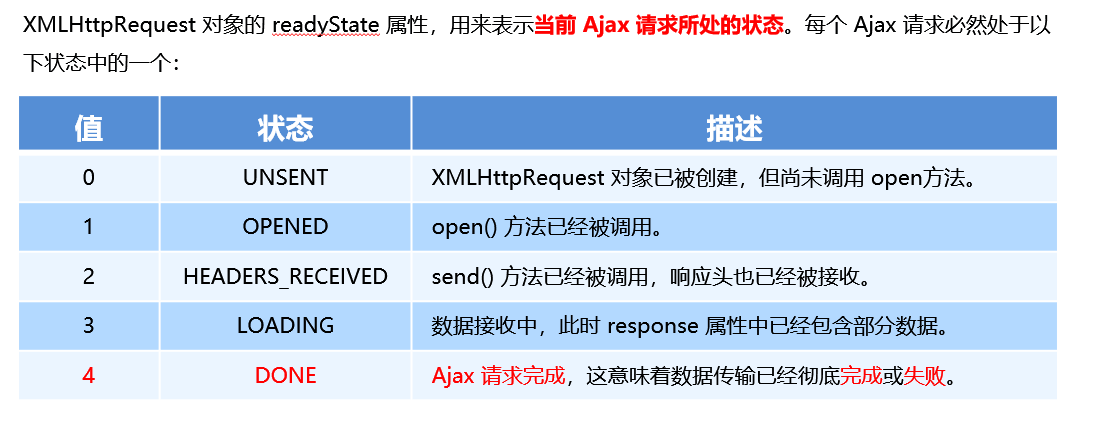 XMLHttpRequest 对象的 readyState 属性，用来表示当前 Ajax 请求所处的状态。每个 Ajax 请求必然处于以
下状态中的一个：
值 状态 描述
0 UNSENT XMLHttpRequest 对象已被创建，但尚未调用 open方法。
1 OPENED open() 方法已经被调用。
2 HEADERS_RECEIVED send() 方法已经被调用，响应头也已经被接收。
3 LOADING 数据接收中，此时 response 属性中已经包含部分数据。
4 DONE Ajax 请求完成，这意味着数据传输已经彻底完成或失败。